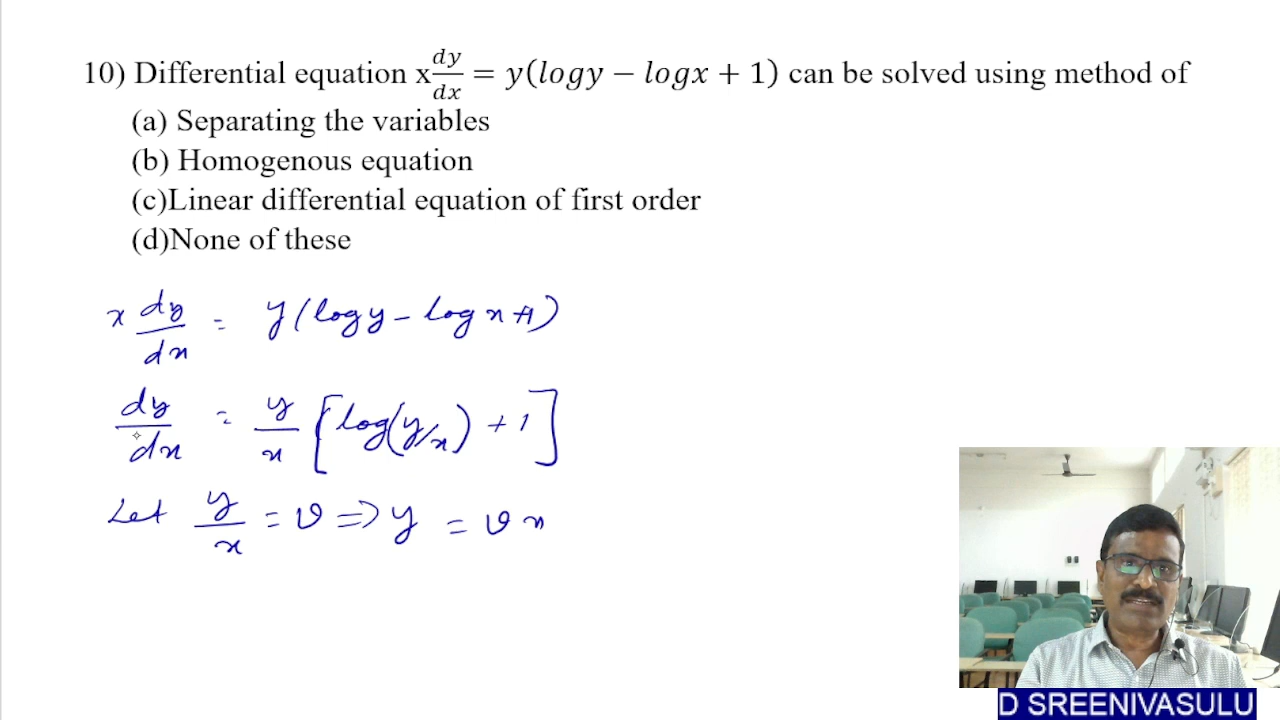 10) Differential equation x dy/dx = y(logy − logx + 1) can be solved using method of
(a) Separating the variables
(b) Homogenous equation
(c)Linear differential equation of first order
(d)None of these
x dy/dx = y(log y − log x + 1)
dy/dx = y/x [log(y/x) + 1]
Let y/x = v ⇒ y = v x
D SREENIVASULU